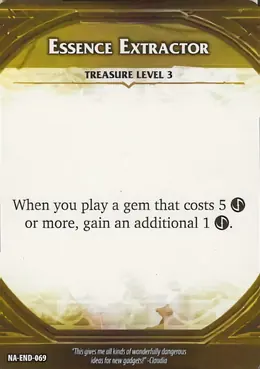 ESSENCE EXTRACTOR
TREASURE LEVEL 3
When you play a gem that costs 5
or more, gain an additional 1 .
"This gives me all kinds of wonderfully dangerous
ideas for new gadgets!" -Claudia
NA-END-069